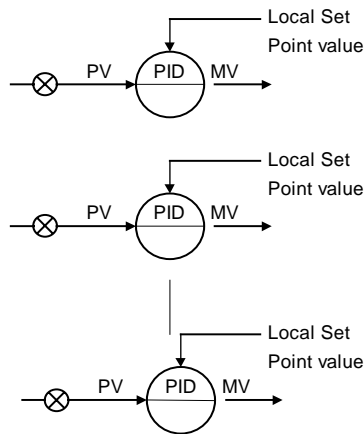 Local Set
Point value
PV PID MV
Local Set
Point value
PV PID MV
Local Set
Point value
PV PID MV